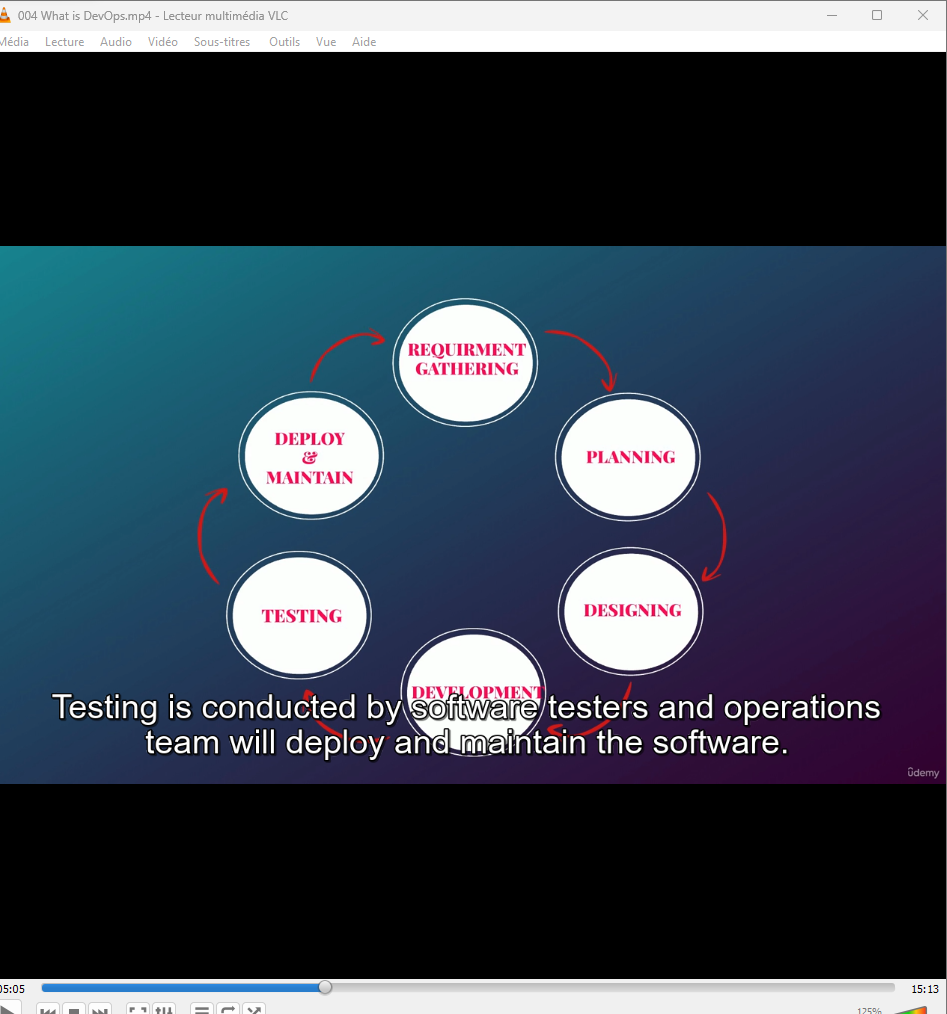 004 What is DevOps.mp4 - Lecteur multimédia VLC
Média Lecture Audio Vidéo Sous-titres Outils Vue Aide
REQUIRMENT
GATHERING
DEPLOY
&
MAINTAIN
PLANNING
TESTING
DESIGNING
DEVELOPMENT
Testing is conducted by software testers and operations
team will deploy and maintain the software.
ûdemy
05:05 15:13
125%